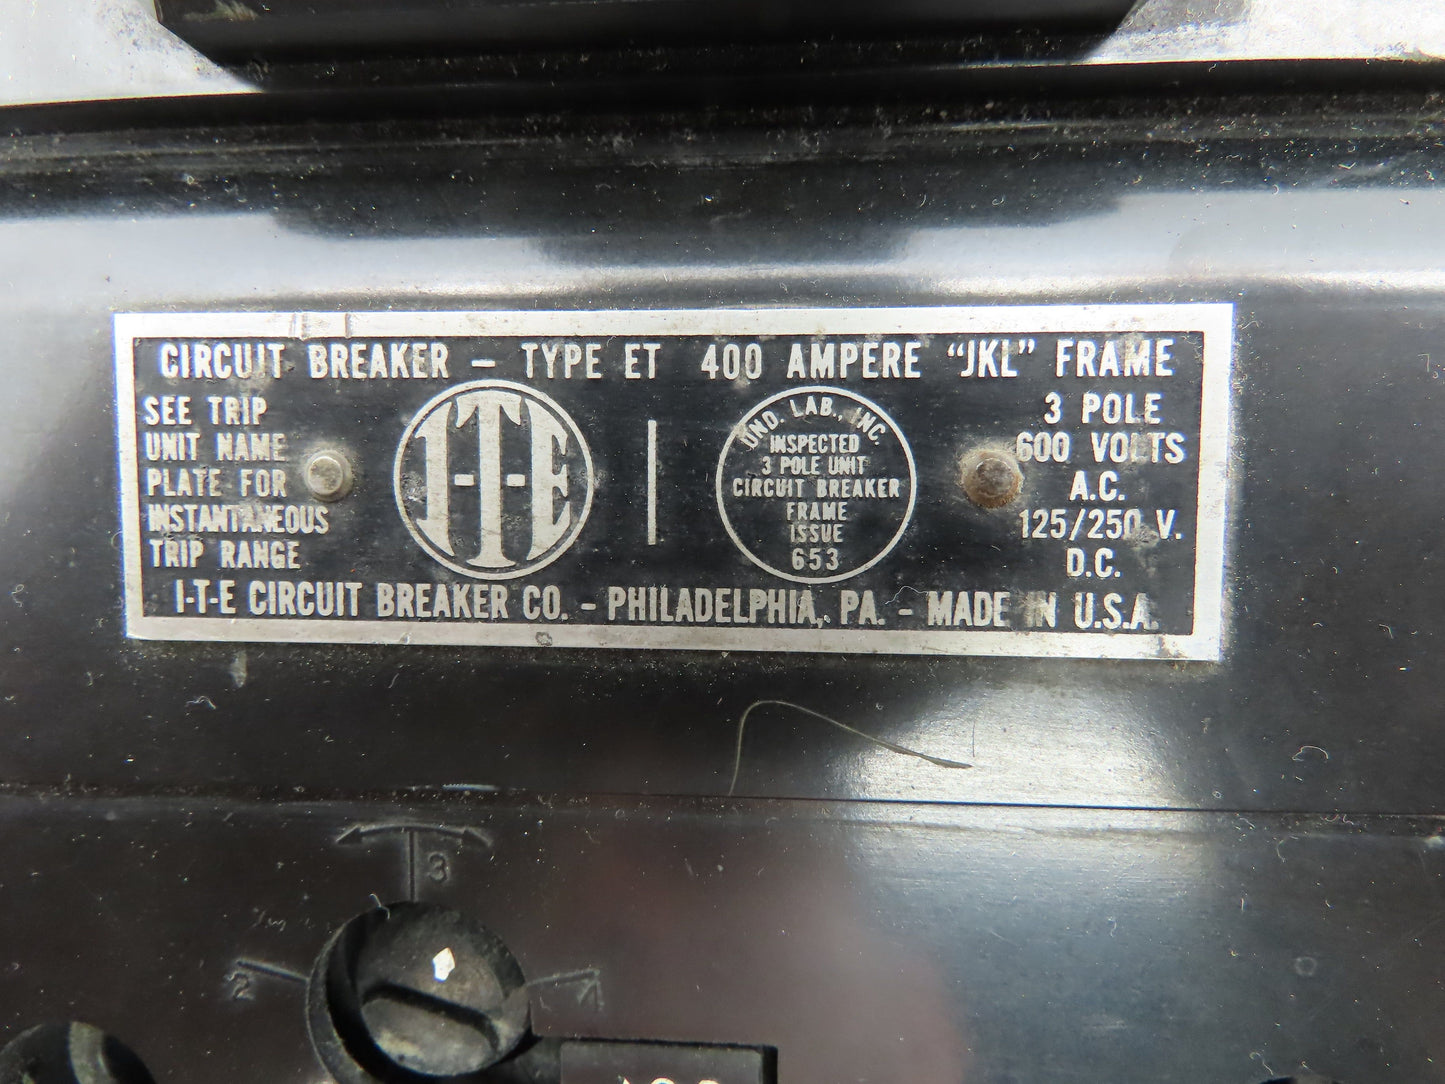 CIRCUIT BREAKER - TYPE ET 400 AMPERE "JKL" FRAME
SEE TRIP
UNIT NAME
PLATE FOR
INSTANTANEOUS
TRIP RANGE
I-T-E
UND. LAB., INC.
INSPECTED
3 POLE UNIT
CIRCUIT BREAKER
FRAME
ISSUE
653
3 POLE
600 VOLTS
A.C.
125/250 V.
D.C.
I-T-E CIRCUIT BREAKER CO. - PHILADELPHIA, PA. - MADE IN U.S.A.
3
2